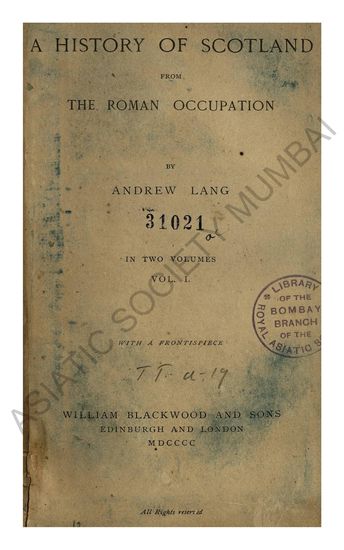 A HISTORY OF SCOTLAND
FROM
THE ROMAN OCCUPATION
BY
ANDREW LANG
31021
a
IN TWO VOLUMES
VOL. I.
LIBRARY
OF THE
BOMBAY
BRANCH
OF THE
ROYAL ASIATIC S
WITH A FRONTISPIECE
TT-a-19
WILLIAM BLACKWOOD AND SONS
EDINBURGH AND LONDON
MDCCCC
All Rights reserved
ASIATIC SOCIETY MUMBAI